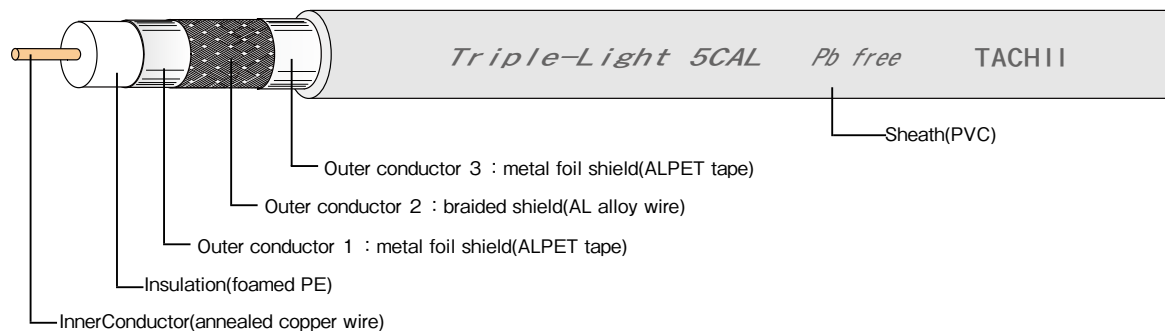 Triple-Light 5CAL Pb free TACHII
Sheath(PVC)
Outer conductor 3 : metal foil shield(ALPET tape)
Outer conductor 2 : braided shield(AL alloy wire)
Outer conductor 1 : metal foil shield(ALPET tape)
Insulation(foamed PE)
InnerConductor(annealed copper wire)